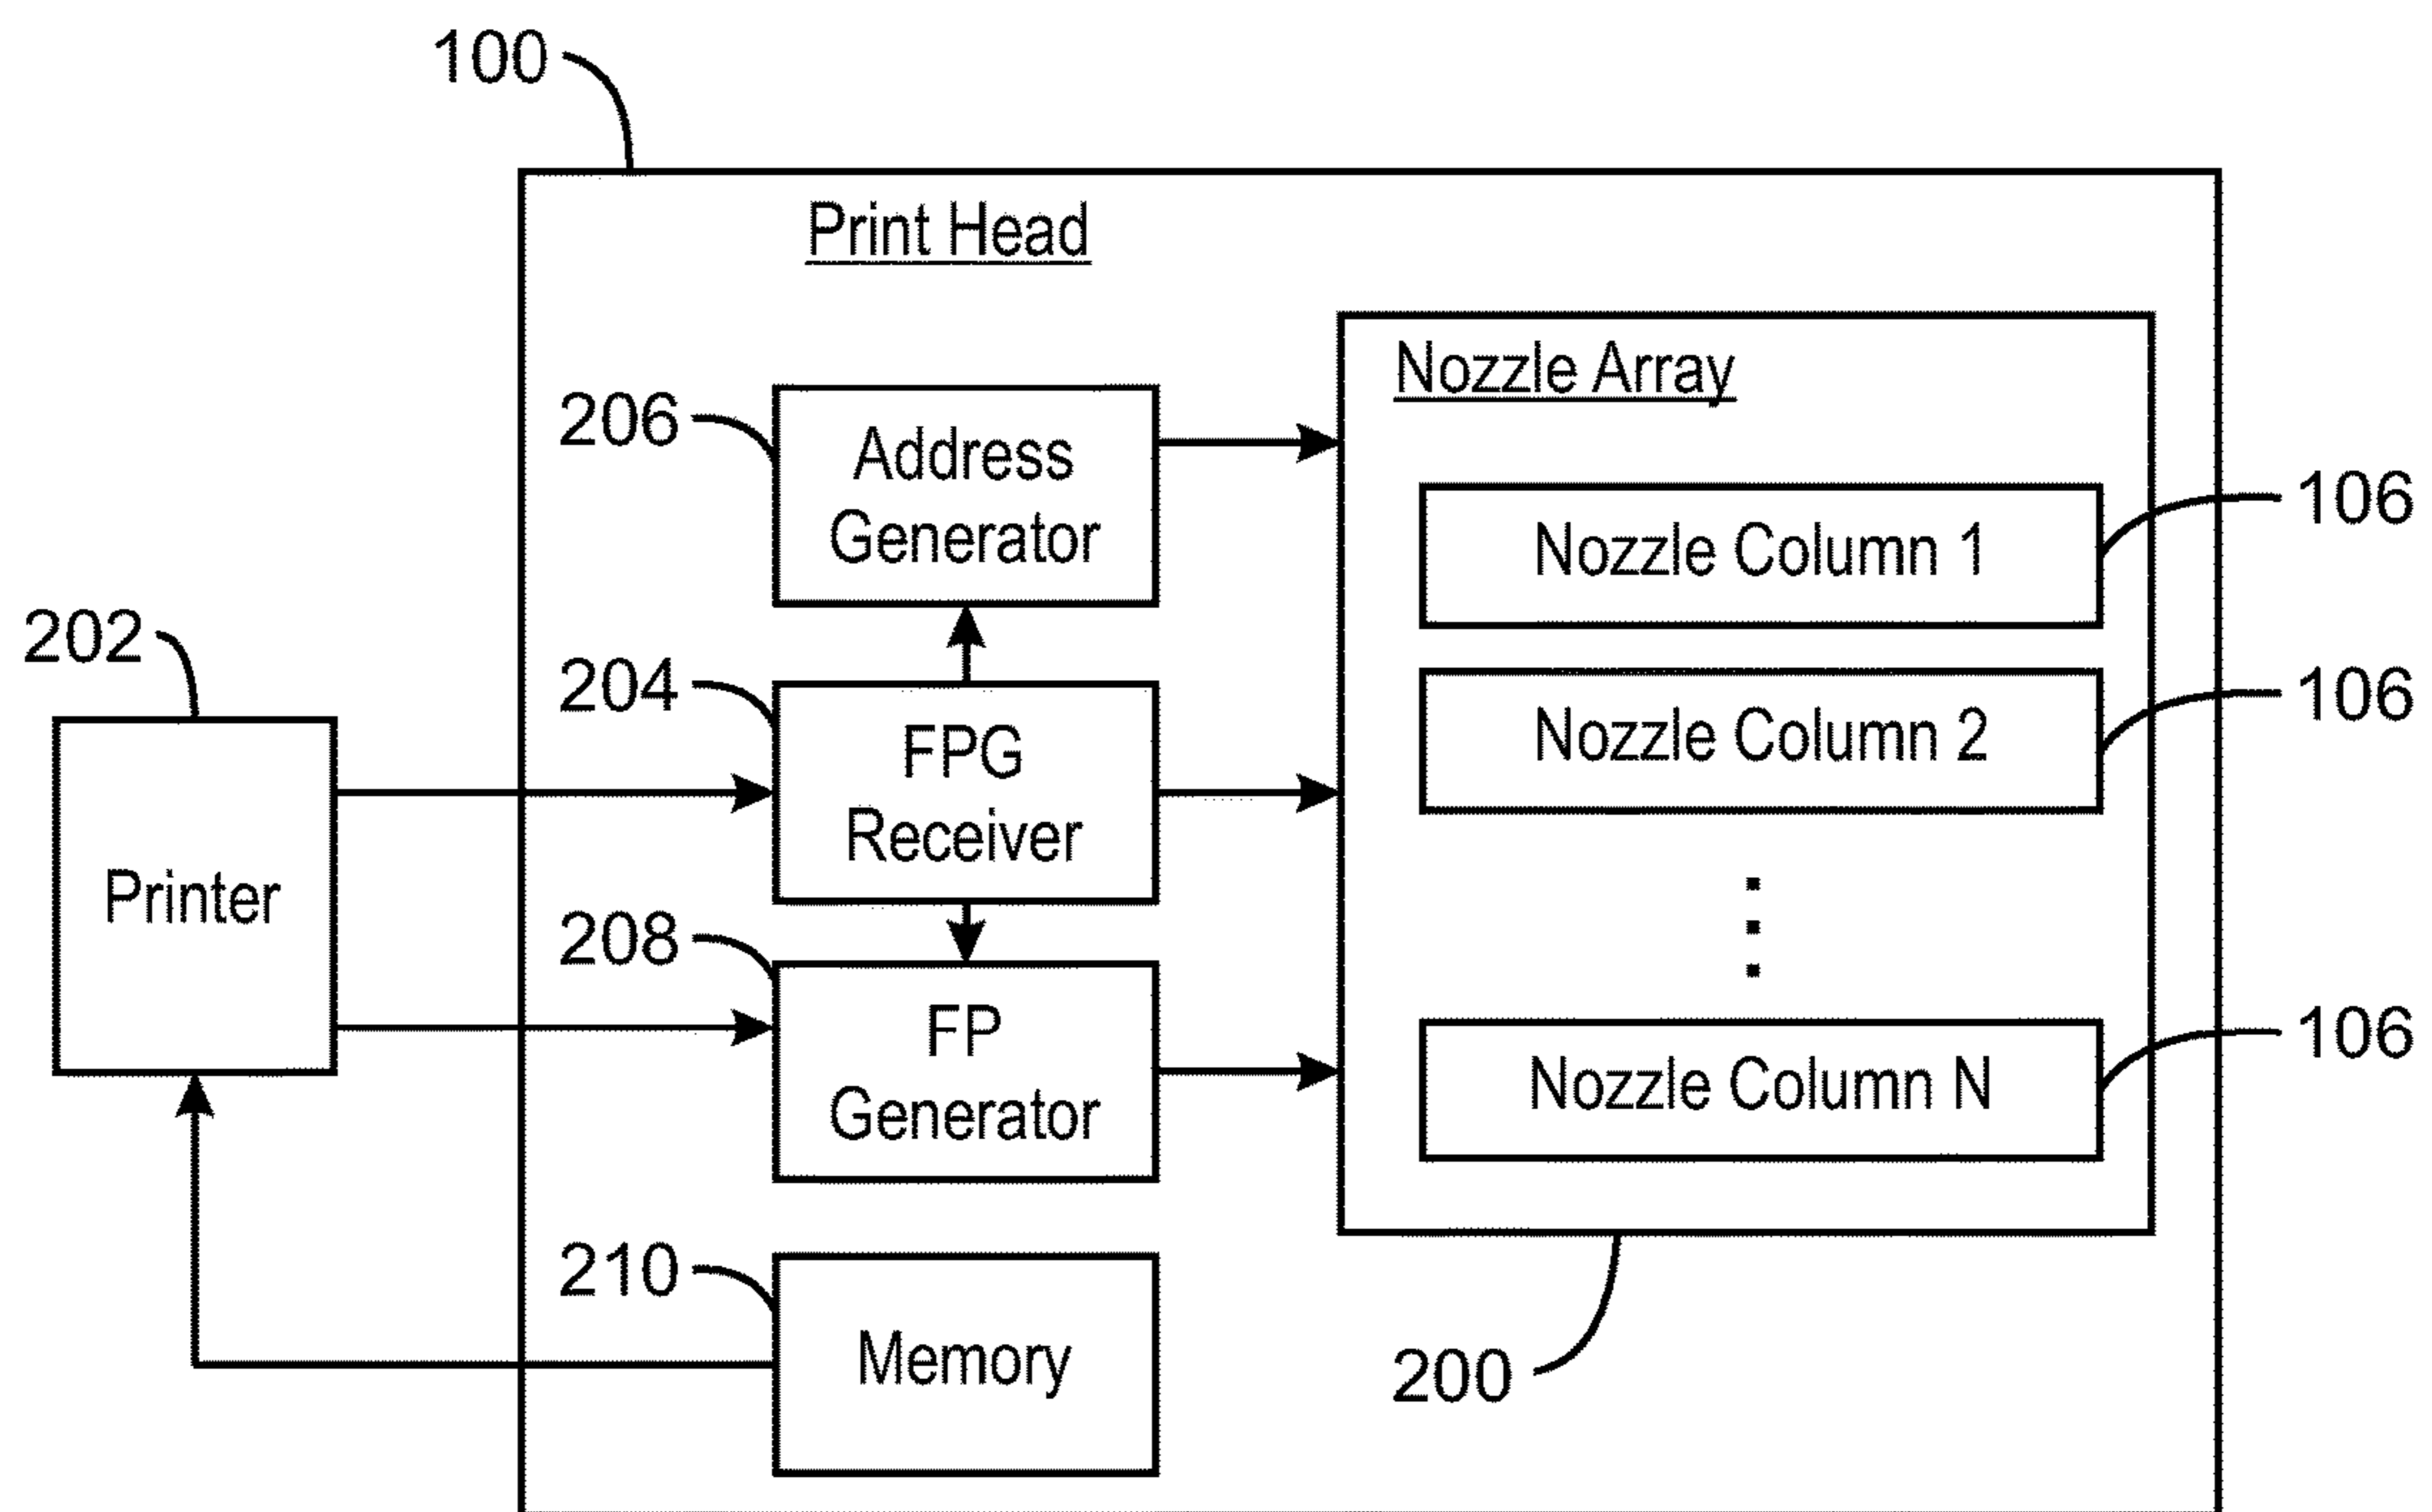 100
Print Head
Nozzle Array
206
Address
Generator
106
Nozzle Column 1
202
204
FPG
Receiver
106
Nozzle Column 2
Printer
208
FP
Generator
106
Nozzle Column N
210
Memory
200